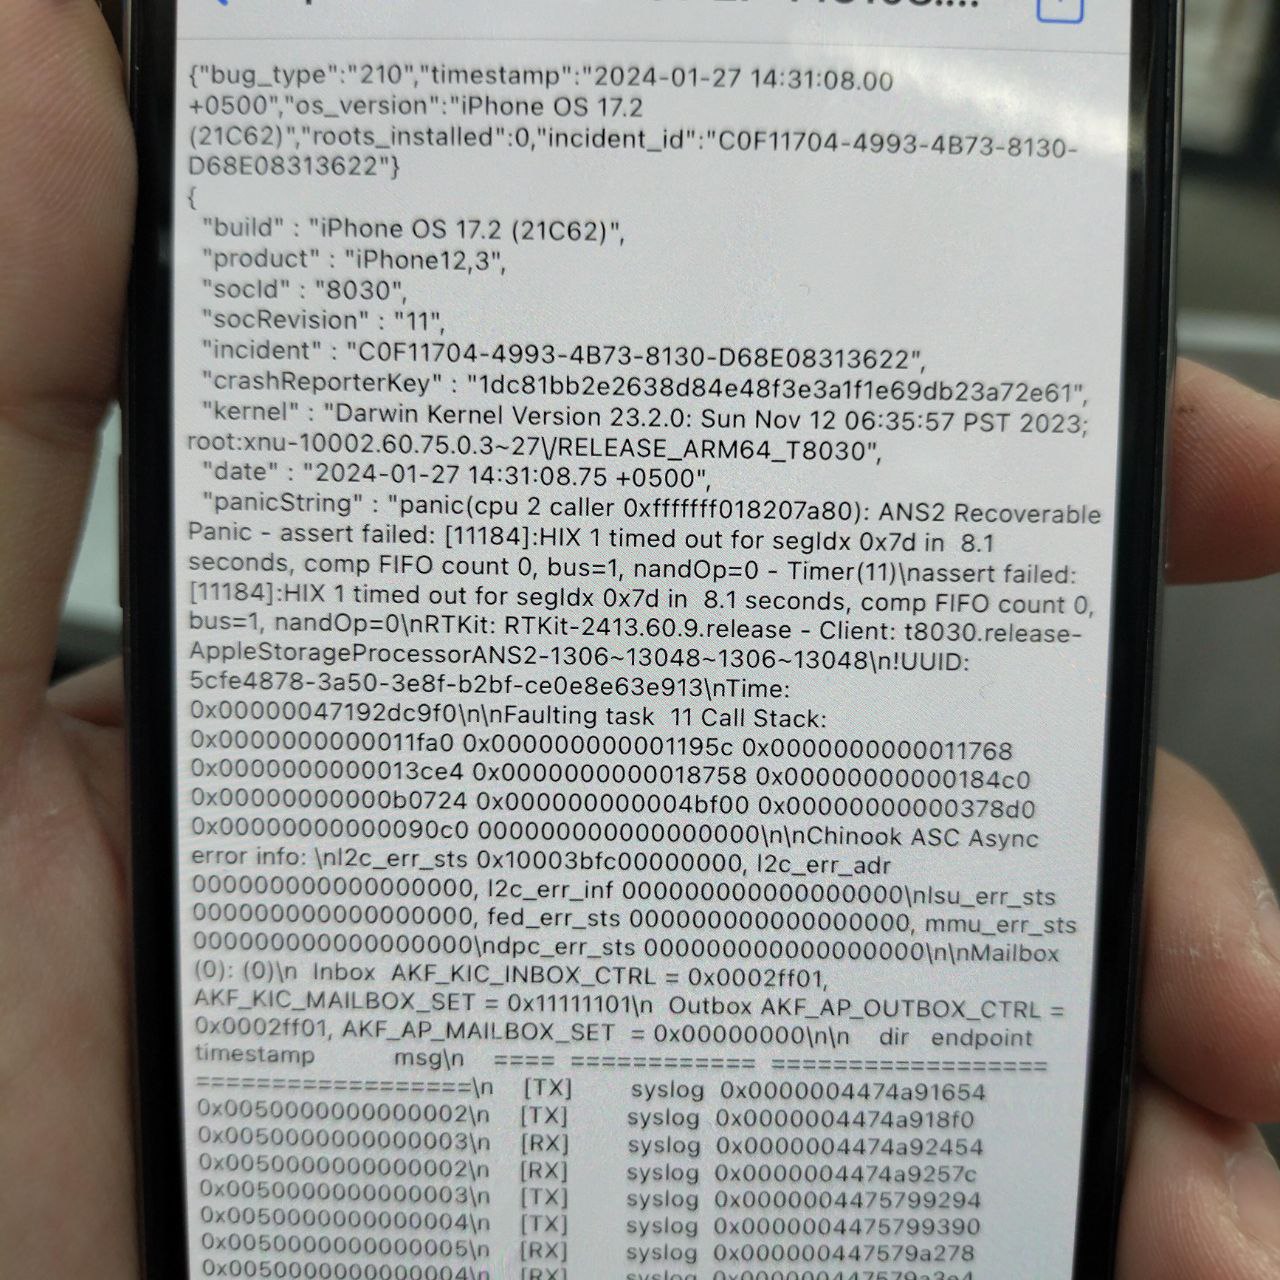 {"bug_type":"210","timestamp":"2024-01-27 14:31:08.00
+0500","os_version":"iPhone OS 17.2
(21C62)","roots_installed":0,"incident_id":"C0F11704-4993-4B73-8130-
D68E08313622"}
{
"build" : "iPhone OS 17.2 (21C62)",
"product" : "iPhone12,3",
"socId" : "8030",
"socRevision" : "11",
"incident" : "C0F11704-4993-4B73-8130-D68E08313622",
"crashReporterKey" : "1dc81bb2e2638d84e48f3e3a1f1e69db23a72e61",
"kernel" : "Darwin Kernel Version 23.2.0: Sun Nov 12 06:35:57 PST 2023;
root:xnu-10002.60.75.0.3~27\/RELEASE_ARM64_T8030",
"date" : "2024-01-27 14:31:08.75 +0500",
"panicString" : "panic(cpu 2 caller 0xfffffff018207a80): ANS2 Recoverable
Panic - assert failed: [11184]:HIX 1 timed out for segIdx 0x7d in  8.1
seconds, comp FIFO count 0, bus=1, nandOp=0 - Timer(11)\nassert failed:
[11184]:HIX 1 timed out for segIdx 0x7d in  8.1 seconds, comp FIFO count 0,
bus=1, nandOp=0\nRTKit: RTKit-2413.60.9.release - Client: t8030.release-
AppleStorageProcessorANS2-1306~13048~1306~13048\n!UUID:
5cfe4878-3a50-3e8f-b2bf-ce0e8e63e913\nTime:
0x00000047192dc9f0\n\nFaulting task  11 Call Stack:
0x0000000000011fa0 0x000000000001195c 0x0000000000011768
0x0000000000013ce4 0x0000000000018758 0x00000000000184c0
0x00000000000b0724 0x000000000004bf00 0x00000000000378d0
0x00000000000090c0 000000000000000000\n\nChinook ASC Async
error info: \nl2c_err_sts 0x10003bfc00000000, l2c_err_adr
000000000000000000, l2c_err_inf 000000000000000000\nlsu_err_sts
000000000000000000, fed_err_sts 000000000000000000, mmu_err_sts
000000000000000000\ndpc_err_sts 000000000000000000\n\nMailbox
(0): (0)\n  Inbox  AKF_KIC_INBOX_CTRL = 0x0002ff01,
AKF_KIC_MAILBOX_SET = 0x11111101\n  Outbox AKF_AP_OUTBOX_CTRL =
0x0002ff01, AKF_AP_MAILBOX_SET  = 0x00000000\n\n    dir   endpoint
timestamp          msg\n    ==== ============ ==================
==================\n    [TX]       syslog  0x0000004474a91654
0x0050000000000002\n    [TX]       syslog  0x0000004474a918f0
0x0050000000000003\n    [RX]       syslog  0x0000004474a92454
0x0050000000000002\n    [RX]       syslog  0x0000004474a9257c
0x0050000000000003\n    [TX]       syslog  0x0000004475799294
0x0050000000000004\n    [TX]       syslog  0x0000004475799390
0x0050000000000005\n    [RX]       syslog  0x000000447579a278